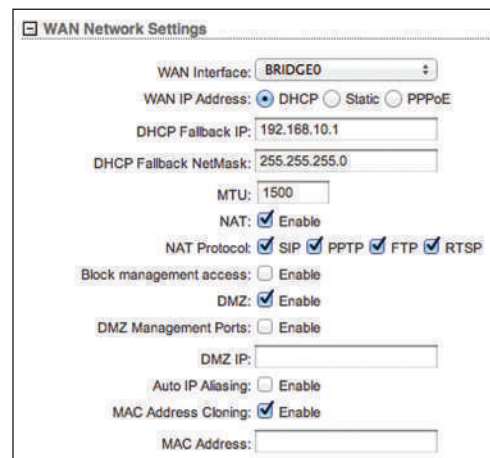 WAN Network Settings
WAN Interface: BRIDGE0
WAN IP Address: DHCP Static PPPoE
DHCP Fallback IP: 192.168.10.1
DHCP Fallback NetMask: 255.255.255.0
MTU: 1500
NAT: Enable
NAT Protocol: SIP PPTP FTP RTSP
Block management access: Enable
DMZ: Enable
DMZ Management Ports: Enable
DMZ IP:
Auto IP Aliasing: Enable
MAC Address Cloning: Enable
MAC Address: